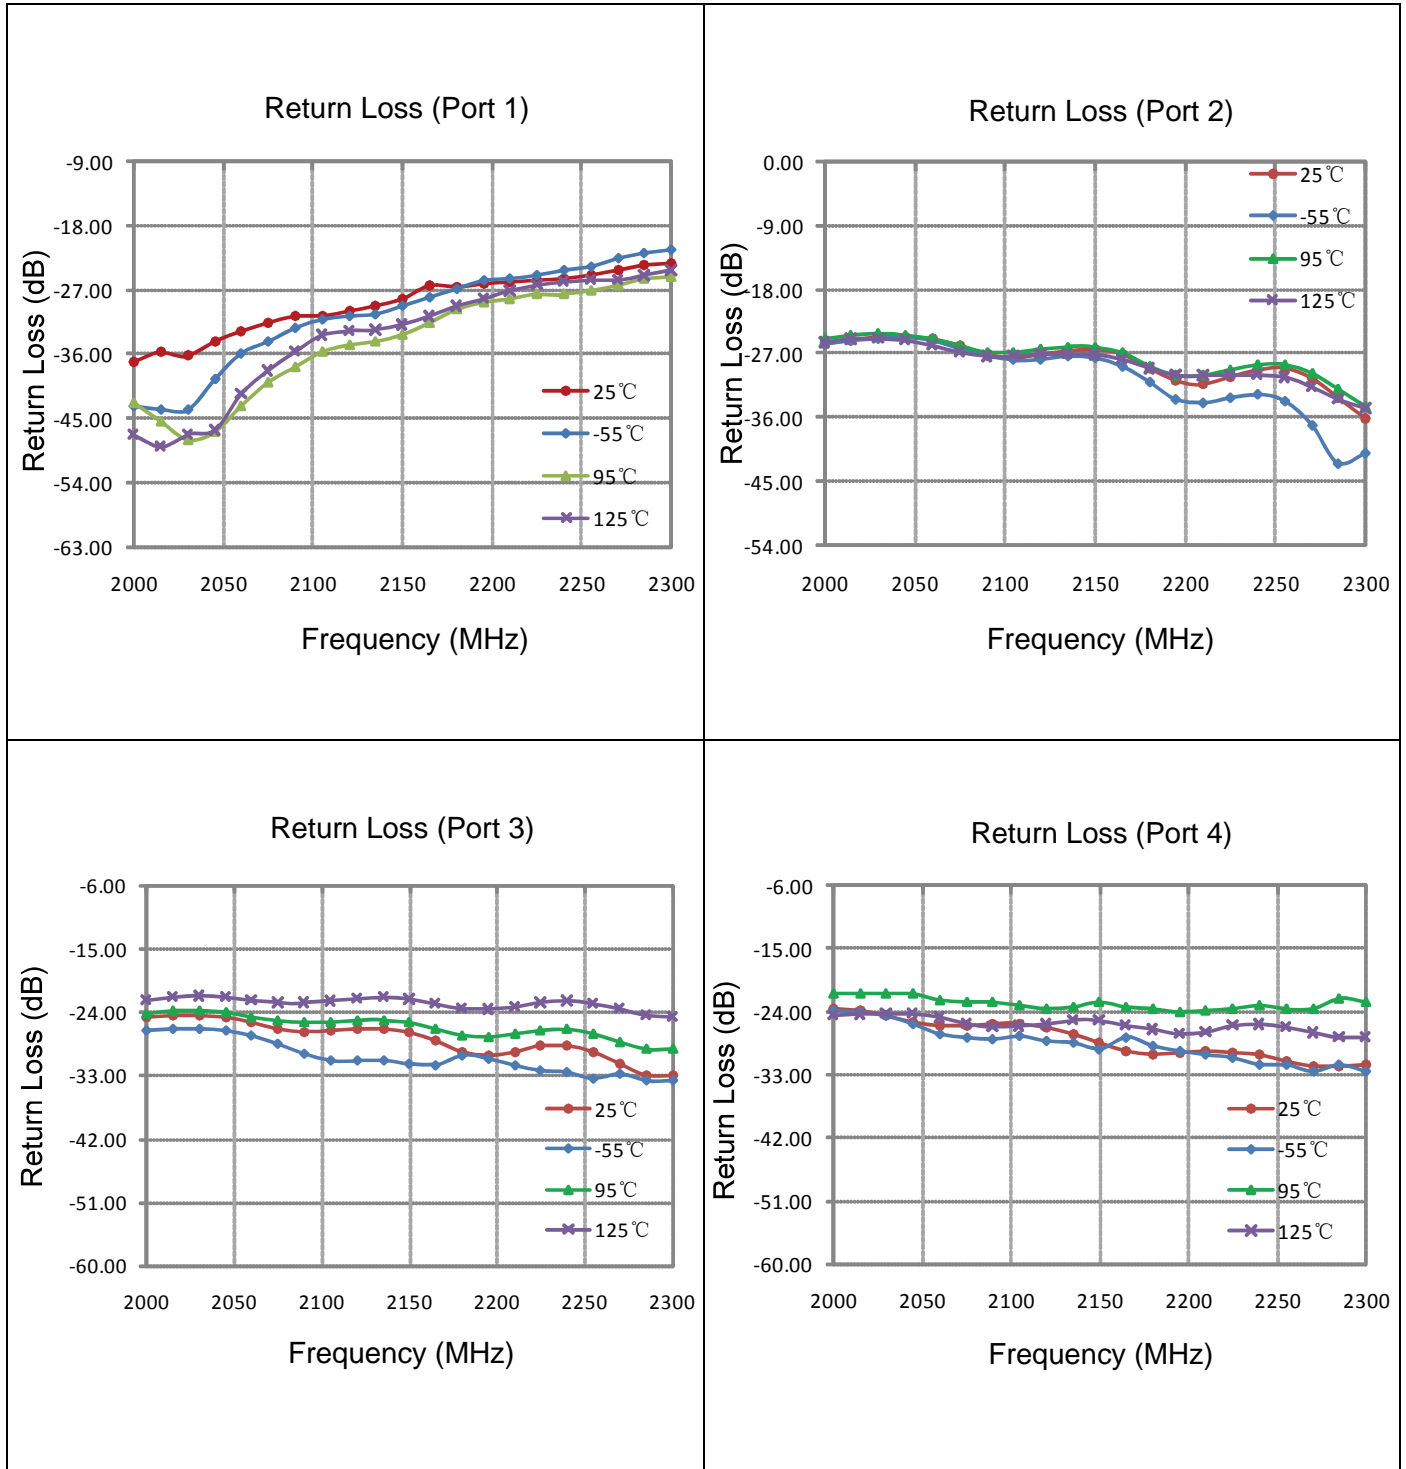 Return Loss (Port 1)
Return Loss (dB)
-9.00
-18.00
-27.00
-36.00
-45.00
-54.00
-63.00
25℃
-55℃
95℃
125℃
2000 2050 2100 2150 2200 2250 2300
Frequency (MHz)
Return Loss (Port 2)
Return Loss (dB)
0.00
-9.00
-18.00
-27.00
-36.00
-45.00
-54.00
25℃
-55℃
95℃
125℃
2000 2050 2100 2150 2200 2250 2300
Frequency (MHz)
Return Loss (Port 3)
Return Loss (dB)
-6.00
-15.00
-24.00
-33.00
-42.00
-51.00
-60.00
25℃
-55℃
95℃
125℃
2000 2050 2100 2150 2200 2250 2300
Frequency (MHz)
Return Loss (Port 4)
Return Loss (dB)
-6.00
-15.00
-24.00
-33.00
-42.00
-51.00
-60.00
25℃
-55℃
95℃
125℃
2000 2050 2100 2150 2200 2250 2300
Frequency (MHz)